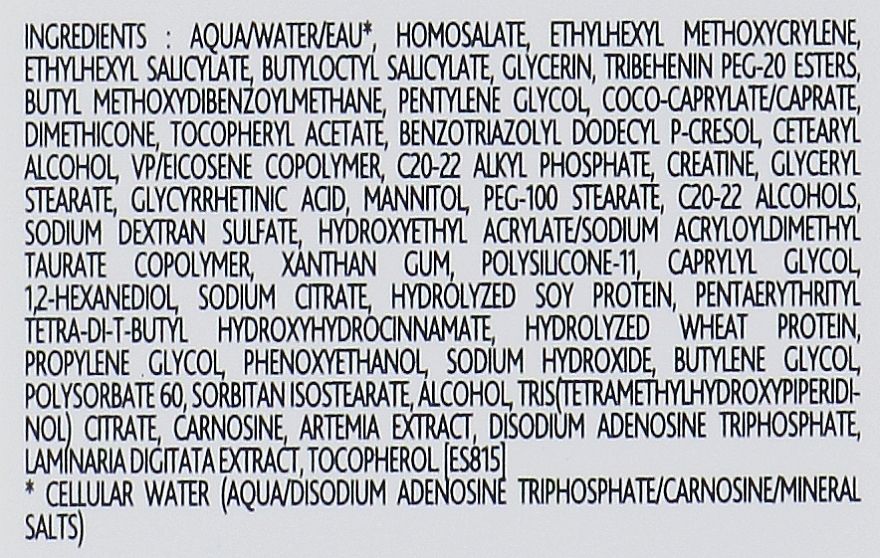 INGREDIENTS : AQUA/WATER/EAU*, HOMOSALATE, ETHYLHEXYL METHOXYCRYLENE,
ETHYLHEXYL SALICYLATE, BUTYLOCTYL SALICYLATE, GLYCERIN, TRIBEHENIN PEG-20 ESTERS,
BUTYL METHOXYDIBENZOYLMETHANE, PENTYLENE GLYCOL, COCO-CAPRYLATE/CAPRATE,
DIMETHICONE, TOCOPHERYL ACETATE, BENZOTRIAZOLYL DODECYL P-CRESOL, CETEARYL
ALCOHOL, VP/EICOSENE COPOLYMER, C20-22 ALKYL PHOSPHATE, CREATINE, GLYCERYL
STEARATE, GLYCYRRHETINIC ACID, MANNITOL, PEG-100 STEARATE, C20-22 ALCOHOLS,
SODIUM DEXTRAN SULFATE, HYDROXYETHYL ACRYLATE/SODIUM ACRYLOYLDIMETHYL
TAURATE COPOLYMER, XANTHAN GUM, POLYSILICONE-11, CAPRYLYL GLYCOL,
1,2-HEXANEDIOL, SODIUM CITRATE, HYDROLYZED SOY PROTEIN, PENTAERYTHRITYL
TETRA-DI-T-BUTYL HYDROXYHYDROCINNAMATE, HYDROLYZED WHEAT PROTEIN,
PROPYLENE GLYCOL, PHENOXYETHANOL, SODIUM HYDROXIDE, BUTYLENE GLYCOL,
POLYSORBATE 60, SORBITAN ISOSTEARATE, ALCOHOL, TRIS(TETRAMETHYLHYDROXYPIPERIDI-
NOL) CITRATE, CARNOSINE, ARTEMIA EXTRACT, DISODIUM ADENOSINE TRIPHOSPHATE,
LAMINARIA DIGITATA EXTRACT, TOCOPHEROL [ES815]
* CELLULAR WATER (AQUA/DISODIUM ADENOSINE TRIPHOSPHATE/CARNOSINE/MINERAL
SALTS)